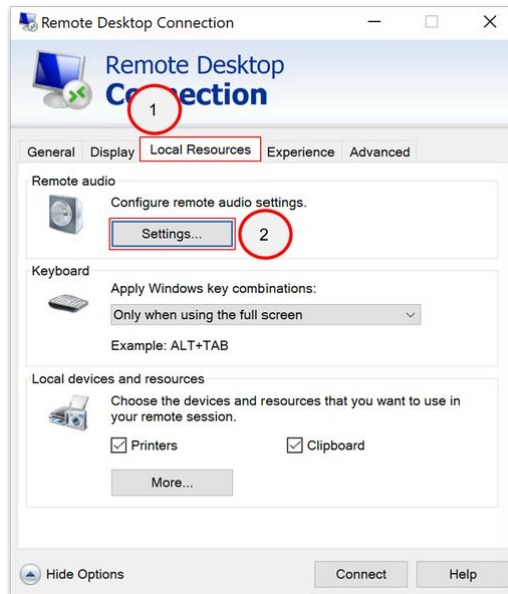 Remote Desktop Connection
Remote Desktop
Connection
1
General Display Local Resources Experience Advanced
Remote audio
Configure remote audio settings.
Settings...
2
Keyboard
Apply Windows key combinations:
Only when using the full screen
Example: ALT+TAB
Local devices and resources
Choose the devices and resources that you want to use in
your remote session.
Printers Clipboard
More...
Hide Options Connect Help